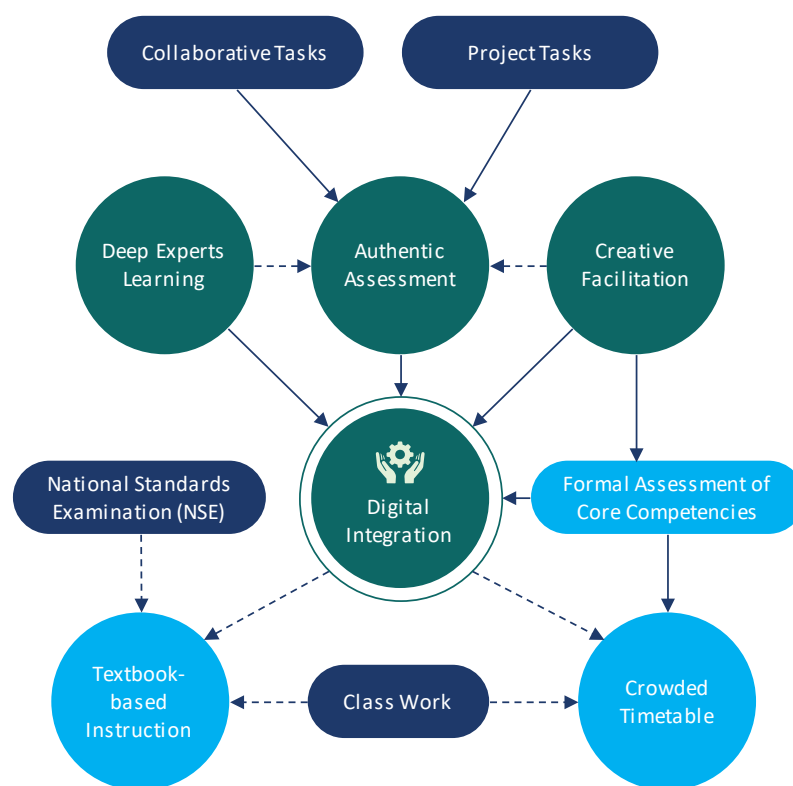 Collaborative Tasks
Project Tasks
Deep Experts
Learning
Authentic
Assessment
Creative
Facilitation
National Standards
Examination (NSE)
Digital
Integration
Formal Assessment of
Core Competencies
Textbook-
based
Instruction
Class Work
Crowded
Timetable